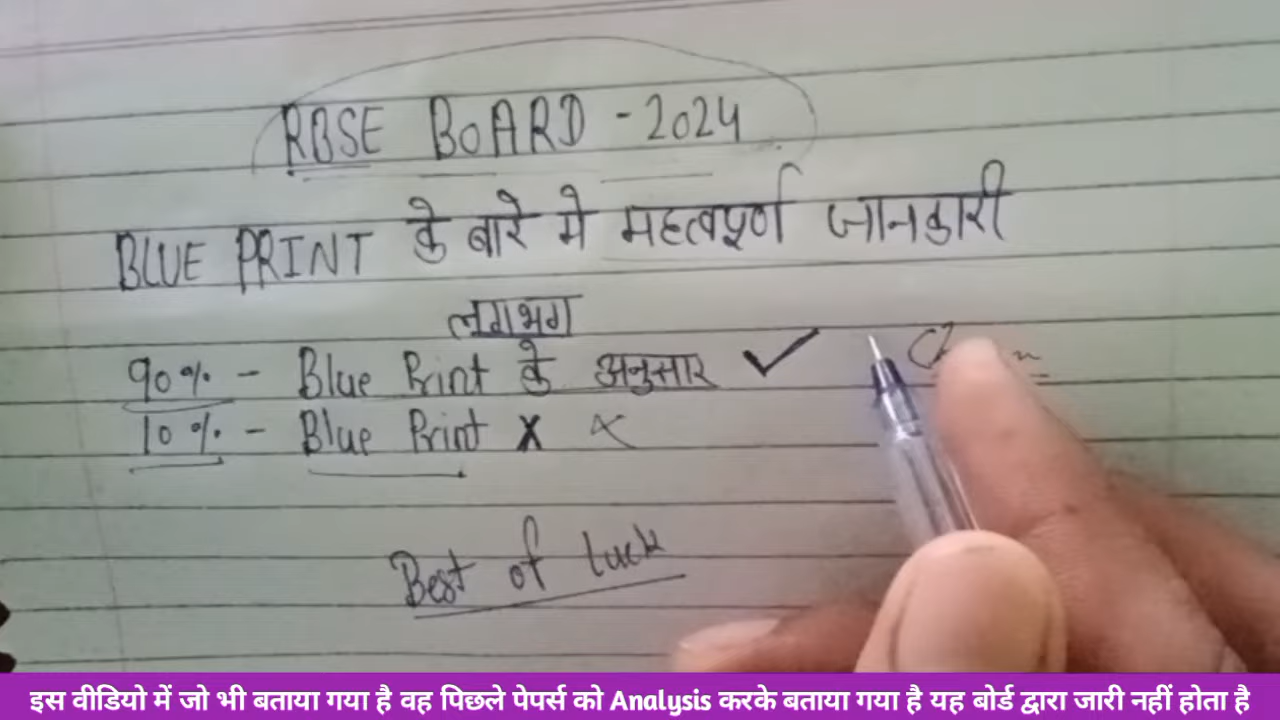 RBSE BOARD - 2024
BLUE PRINT के बारे मे महत्वपूर्ण जानकारी
लगभग
90% - Blue Print के अनुसार ✓
10% - Blue Print X X
Best of luck
इस वीडियो में जो भी बताया गया है वह पिछले पेपर्स को Analysis करके बताया गया है यह बोर्ड द्वारा जारी नहीं होता है